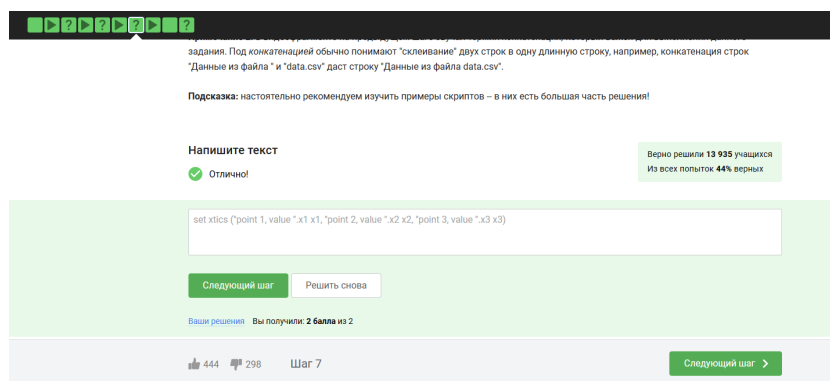 задания. Под конкатенацией обычно понимают "склеивание" двух строк в одну длинную строку, например, конкатенация строк
"Данные из файла " и "data.csv" даст строку "Данные из файла data.csv".
Подсказка: настоятельно рекомендуем изучить примеры скриптов – в них есть большая часть решения!
Напишите текст
Верно решили 13 935 учащихся
Отлично!
Из всех попыток 44% верных
set xtics ("point 1, value ".x1 x1, "point 2, value ".x2 x2, "point 3, value ".x3 x3)
Следующий шаг
Решить снова
Ваши решения Вы получили: 2 балла из 2
444 298 Шаг 7
Следующий шаг